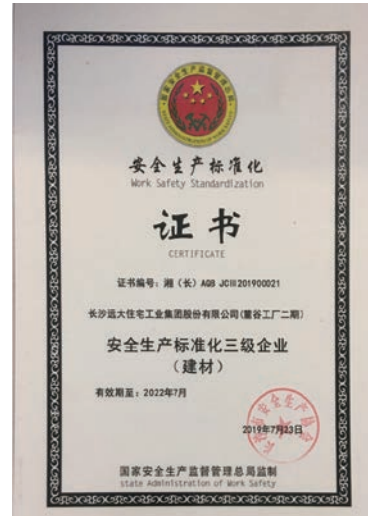 安全生产标准化
Work Safety Standardization
证书
CERTIFICATE
证书编号：湘（长）AQB JCⅢ201900021
长沙远大住宅工业集团股份有限公司(麓谷工厂二期)
安全生产标准化三级企业
（建材）
有效期至：2022年7月
2019年7月23日
国家安全生产监督管理总局监制
state Administration of Work Safety